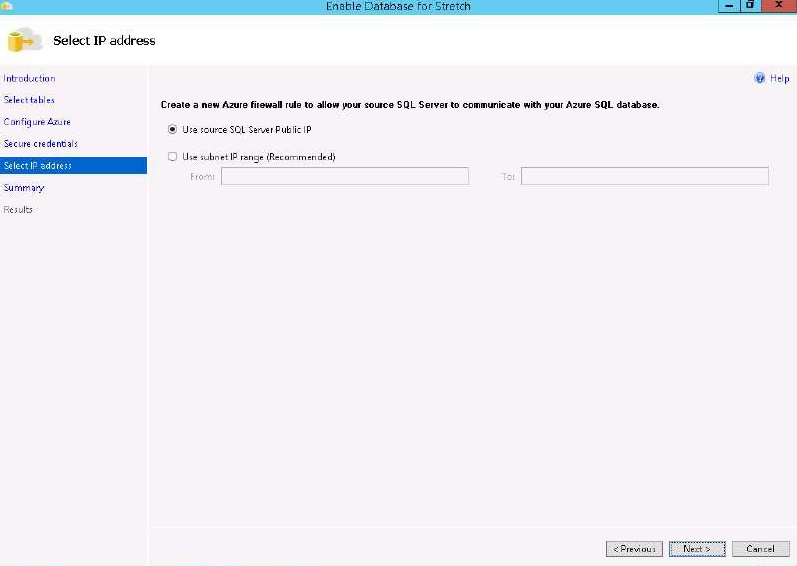 Enable Database for Stretch
Select IP address
Introduction
Help
Select tables
Create a new Azure firewall rule to allow your source SQL Server to communicate with your Azure SQL database.
Configure Azure
Use source SQL Server Public IP
Secure credentials
Use subnet IP range (Recommended)
Select IP address
From: To:
Summary
Results
< Previous Next > Cancel